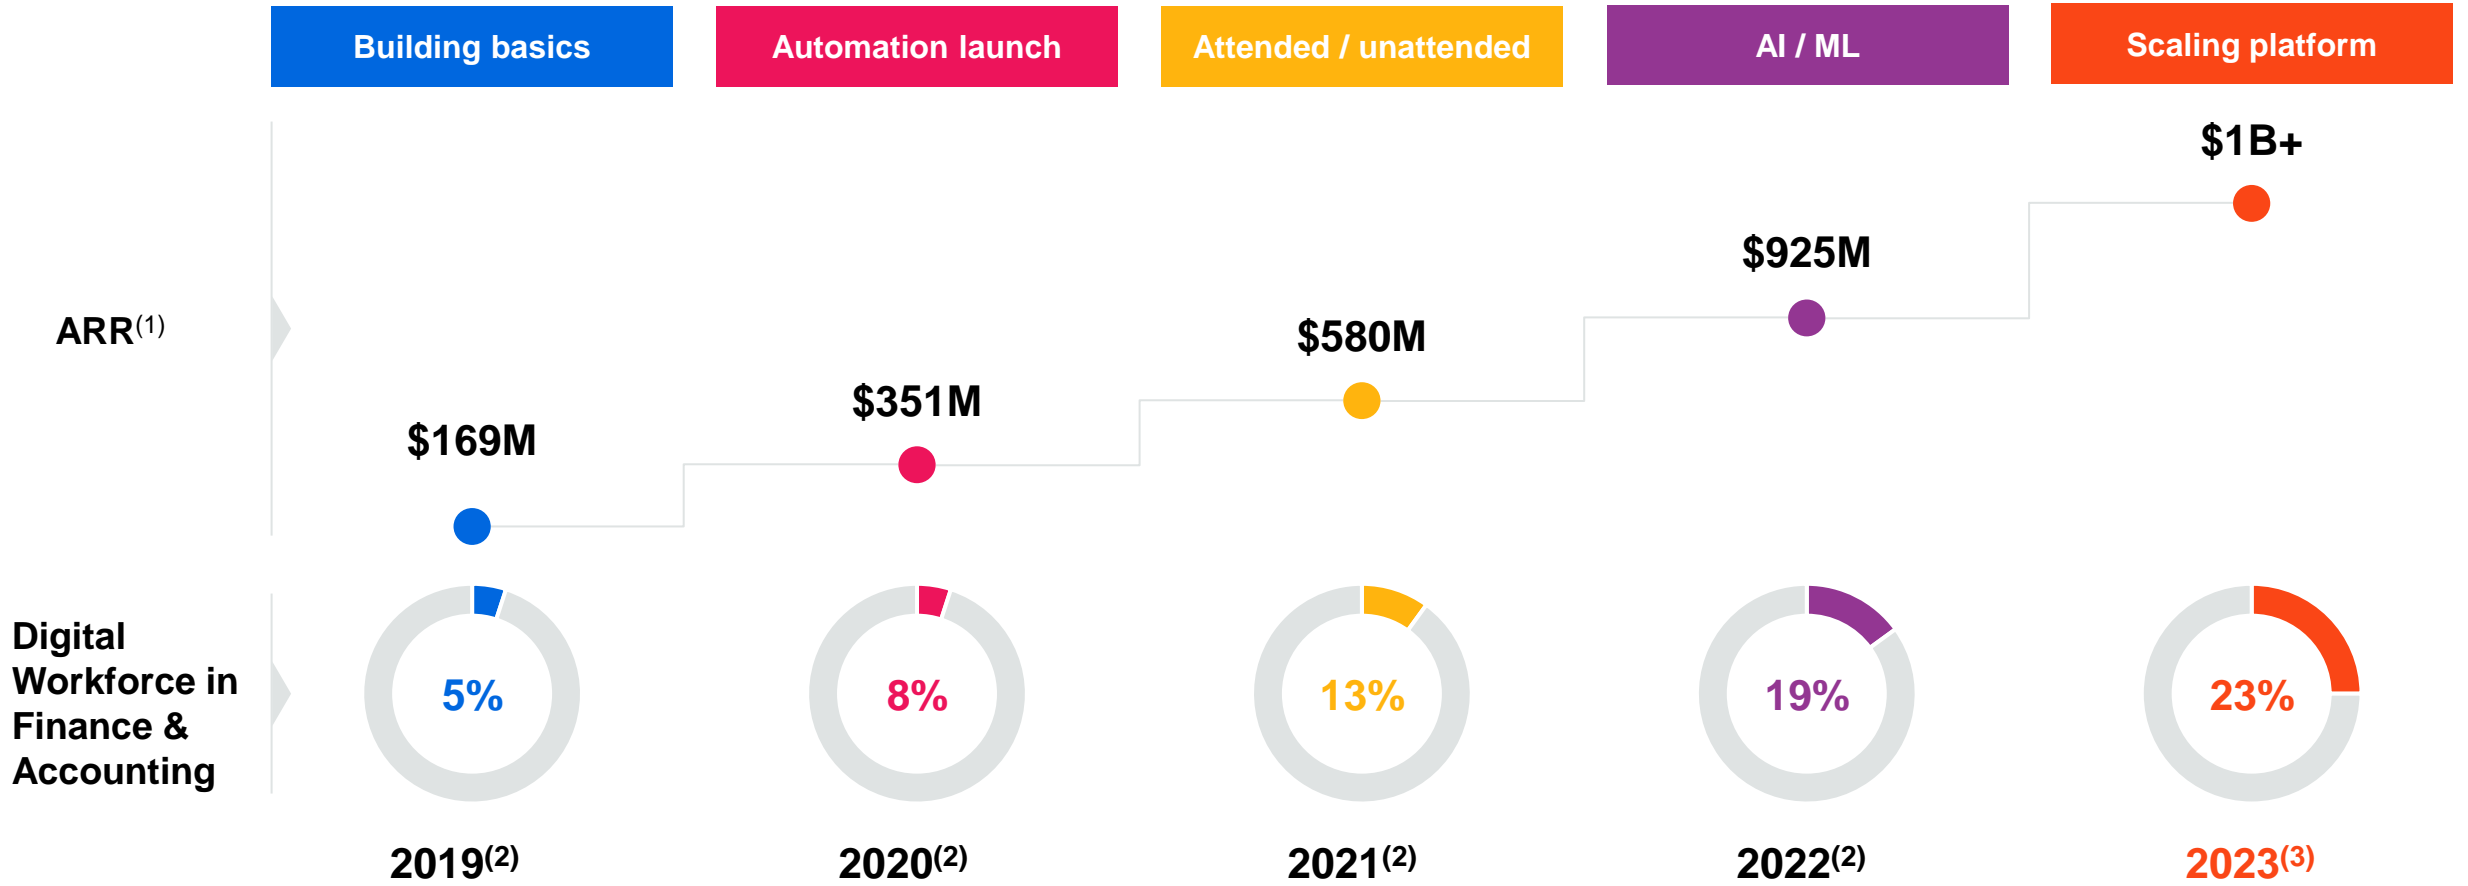 Building basics
Automation launch
Attended / unattended
AI / ML
Scaling platform
$1B+
$925M
$580M
$351M
$169M
ARR(1)
Digital
Workforce in
Finance &
Accounting
5%
8%
13%
19%
23%
2019(2)
2020(2)
2021(2)
2022(2)
2023(3)